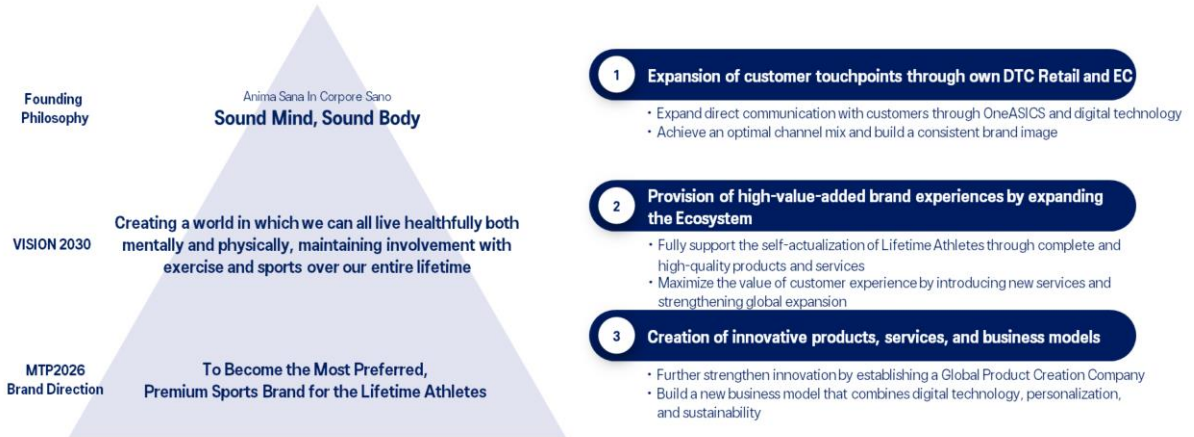 Founding
Philosophy
Anima Sana In Corpore Sano
Sound Mind, Sound Body
VISION 2030
Creating a world in which we can all live healthfully both
mentally and physically, maintaining involvement with
exercise and sports over our entire lifetime
MTP2026
Brand Direction
To Become the Most Preferred,
Premium Sports Brand for the Lifetime Athletes
1
Expansion of customer touchpoints through own DTC Retail and EC
・Expand direct communication with customers through OneASICS and digital technology
・Achieve an optimal channel mix and build a consistent brand image
2
Provision of high-value-added brand experiences by expanding
the Ecosystem
・Fully support the self-actualization of Lifetime Athletes through complete and
high-quality products and services
・Maximize the value of customer experience by introducing new services and
strengthening global expansion
3
Creation of innovative products, services, and business models
・Further strengthen innovation by establishing a Global Product Creation Company
・Build a new business model that combines digital technology, personalization,
and sustainability